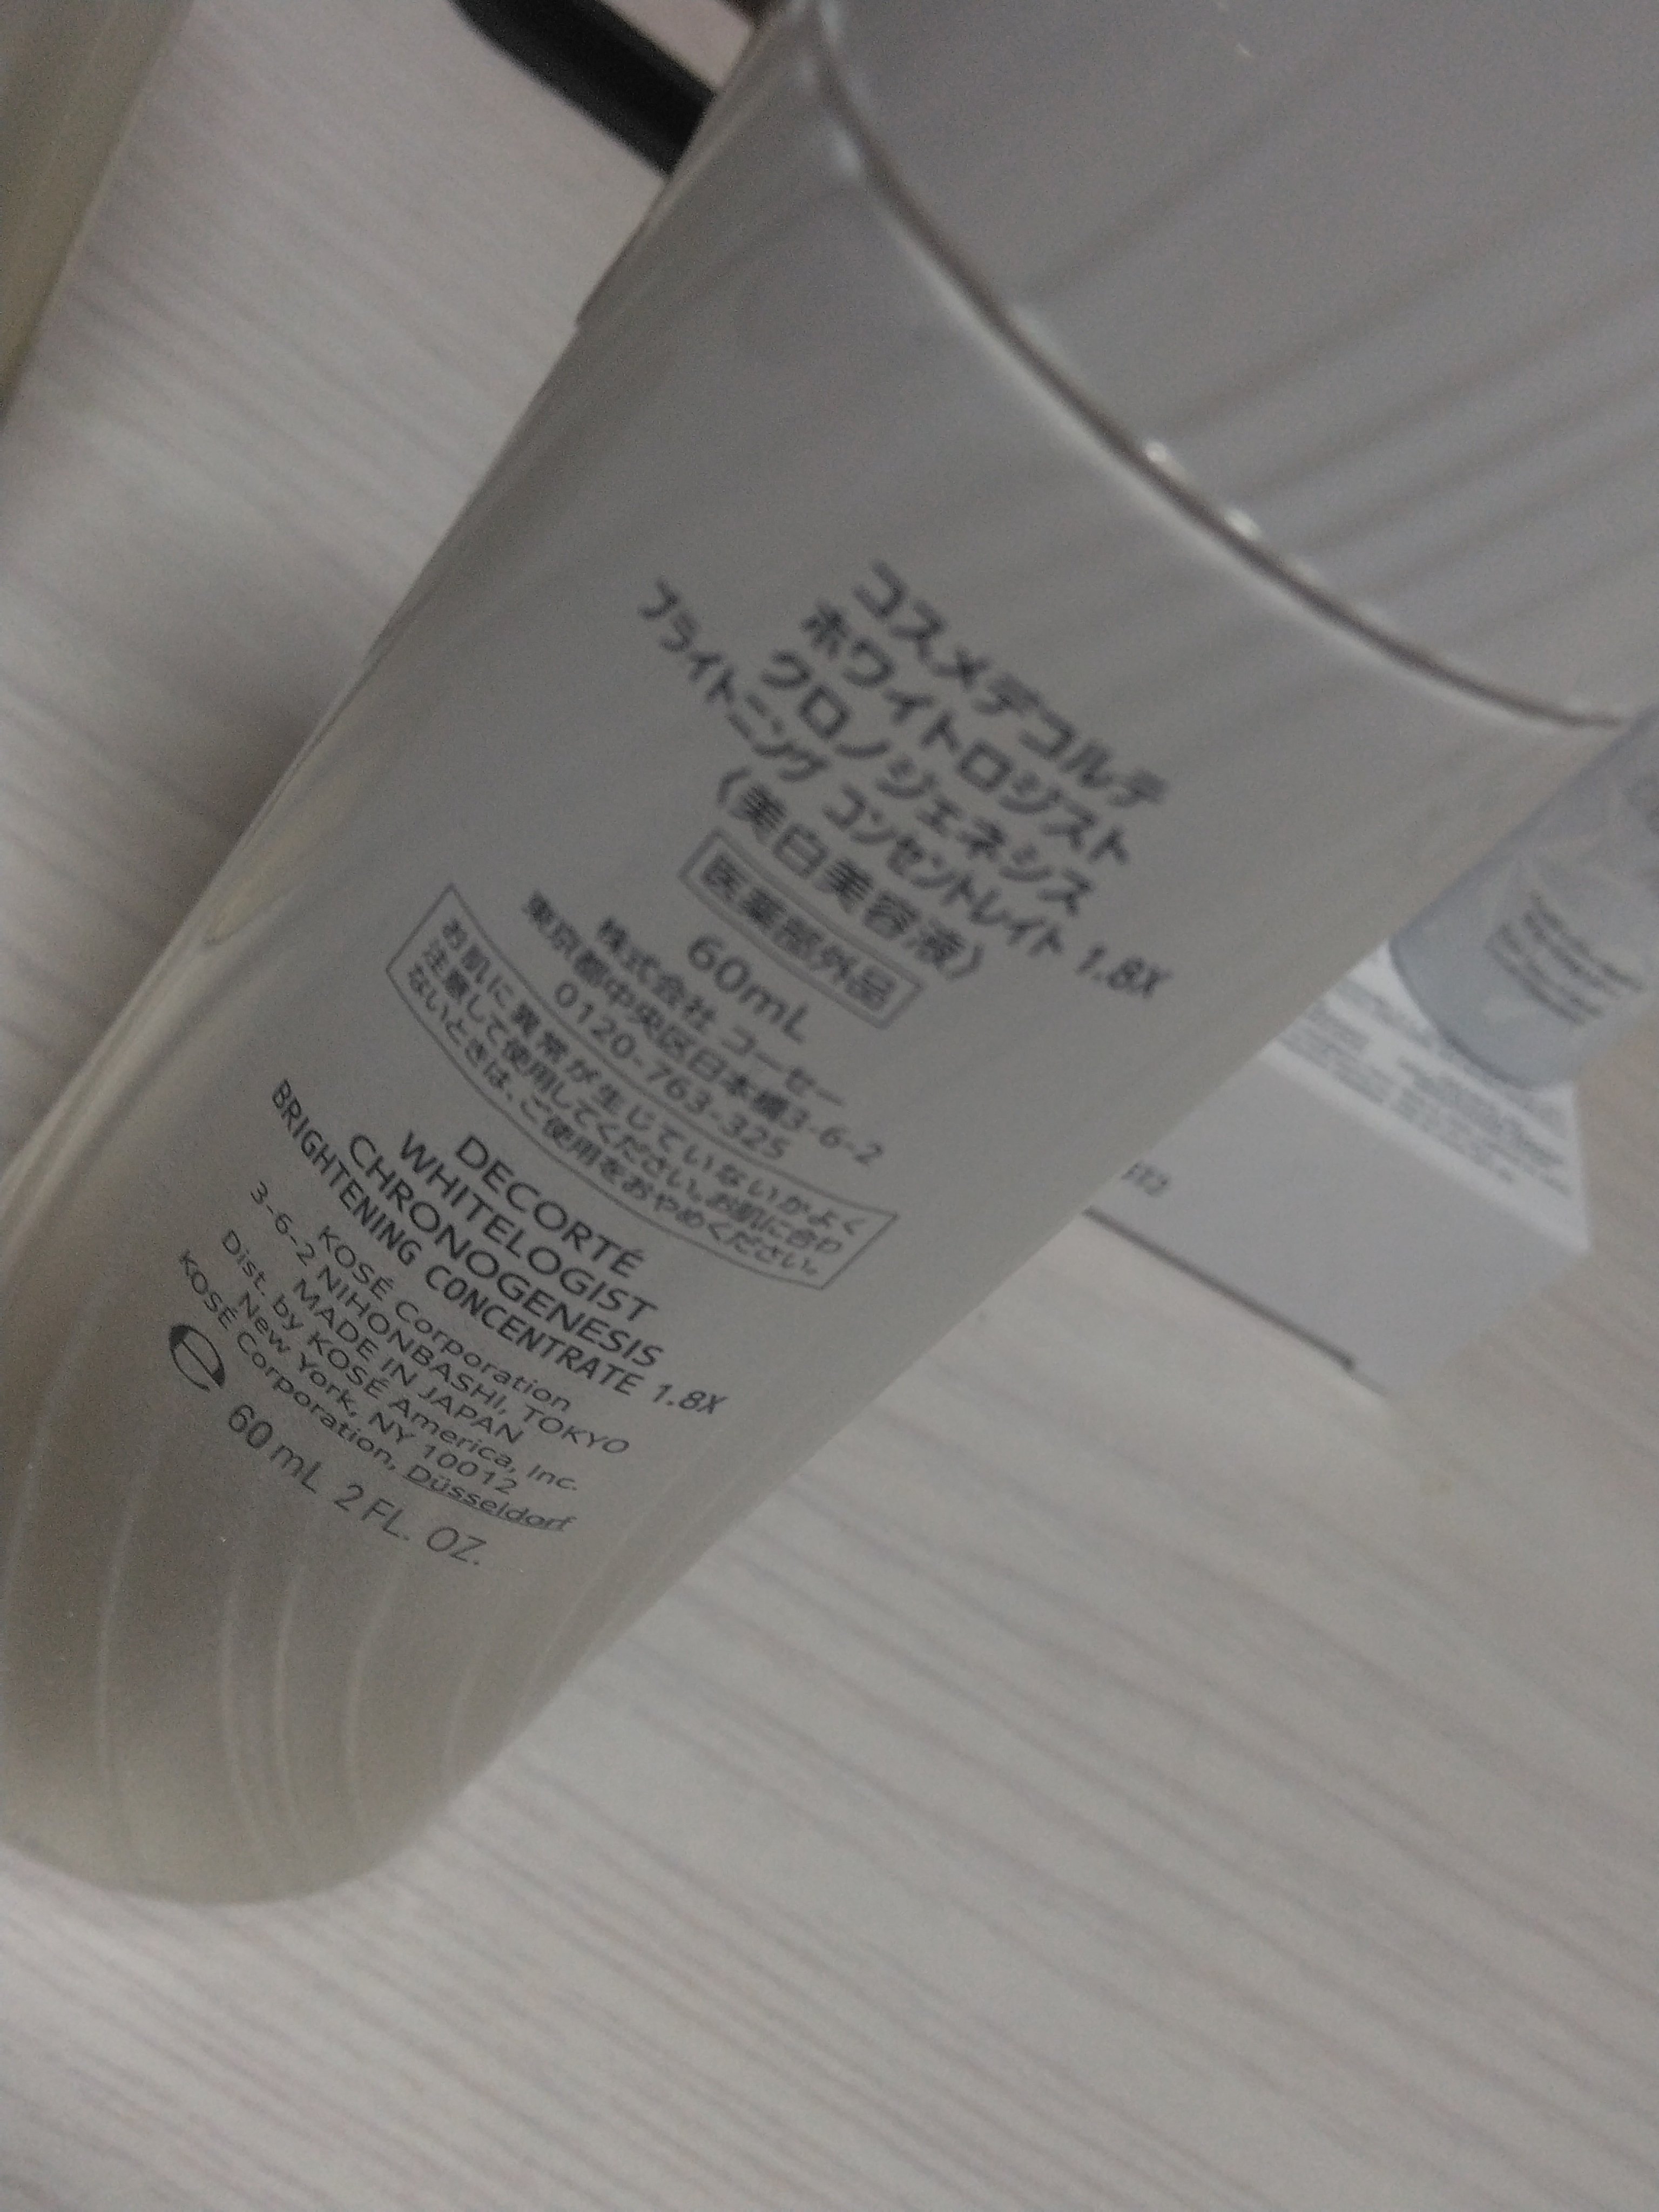 コスメデコルテ
ホワイトロジスト
クロノジェネシス
ブライトニング コンセントレイト 1.8X
〈美白美容液〉
医薬部外品
60mL
株式会社 コーセー
東京都中央区日本橋3-6-2
0120-763-325
お肌に異常が生じていないかよく
注意して使用してください。お肌に合わ
ないときは、ご使用をおやめください。
DECORTÉ
WHITELOGIST
CHRONOGENESIS
BRIGHTENING CONCENTRATE 1.8X
KOSÉ Corporation
3-6-2 NIHONBASHI, TOKYO
MADE IN JAPAN
Dist. by KOSÉ America, Inc.
New York, NY 10012
KOSÉ Corporation, Düsseldorf
e 60 mL 2 FL. OZ.